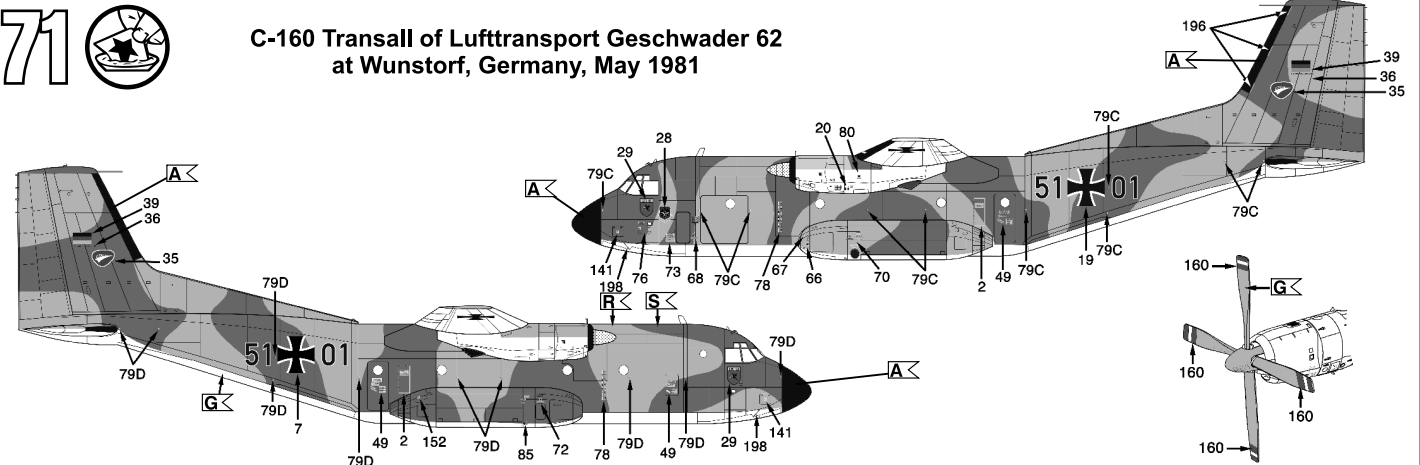 71
C-160 Transall of Lufttransport Geschwader 62
at Wunstorf, Germany, May 1981
196
A
39
36
35
79C
20 80
28
29
79C
A
51 01
79C
141
198
76
73
68
79C
78
67
66
70
79C
2
49
79C
19
79C
A
39
36
35
79D
R S
51 01
79D
79D
G
79D
7
79D
49
2
152
79D
85
72
78
79D
49
79D
29
198
141
A
160
G
160
160
160